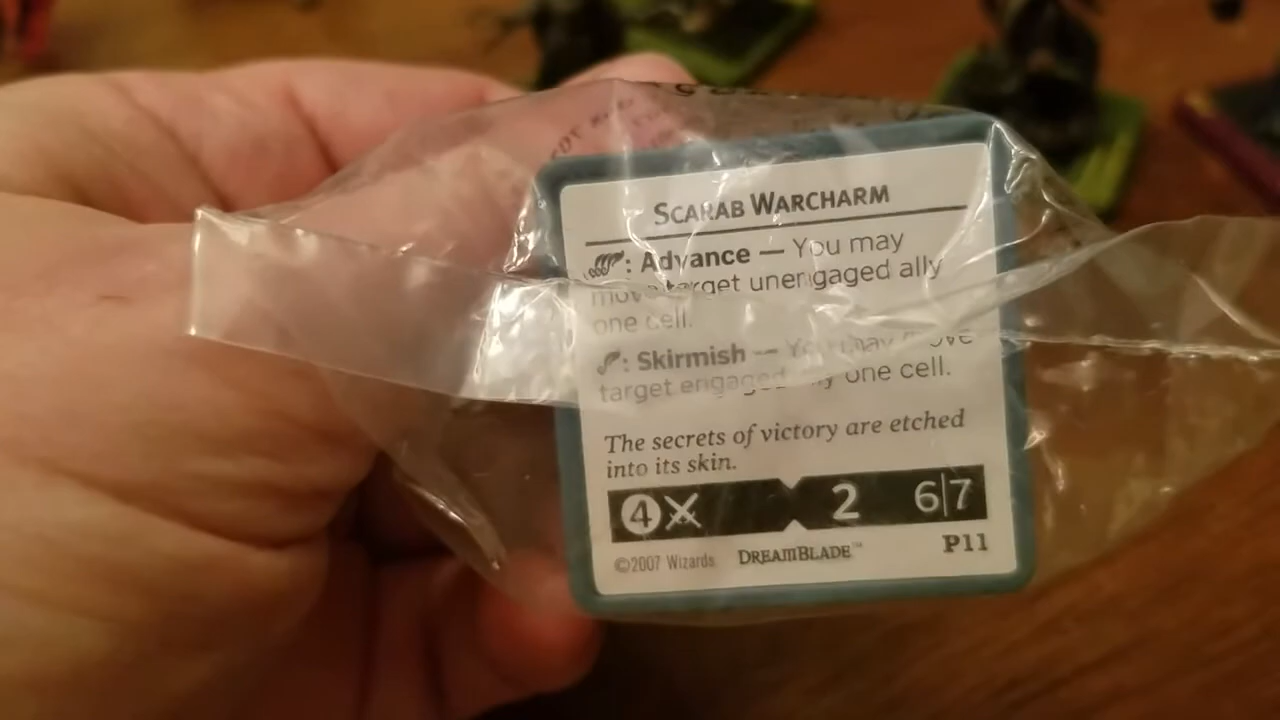 SCARAB WARCHARM
: Advance — You may
move target unengaged ally
one cell.
: Skirmish — You may move
target engaged ally one cell.
The secrets of victory are etched
into its skin.
4 2 6|7
©2007 Wizards. DREAMBLADE™ P11